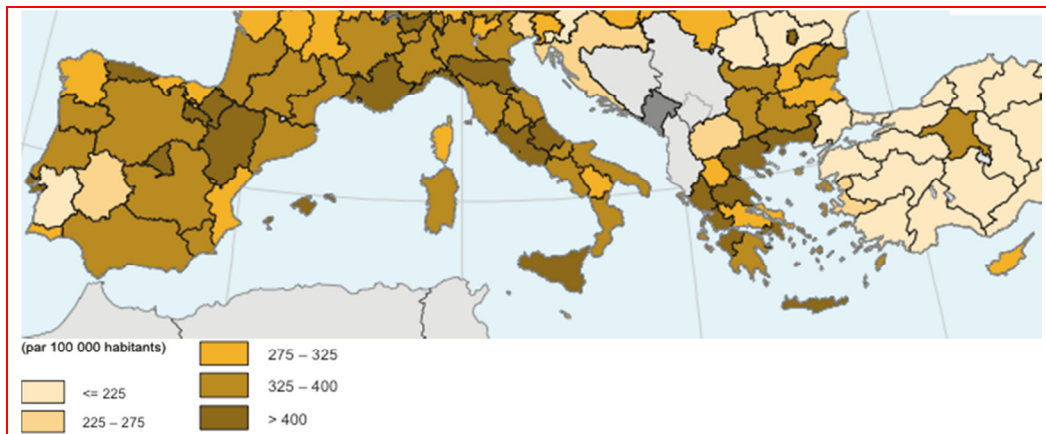 (par 100 000 habitants)
<= 225
225 – 275
275 – 325
325 – 400
> 400